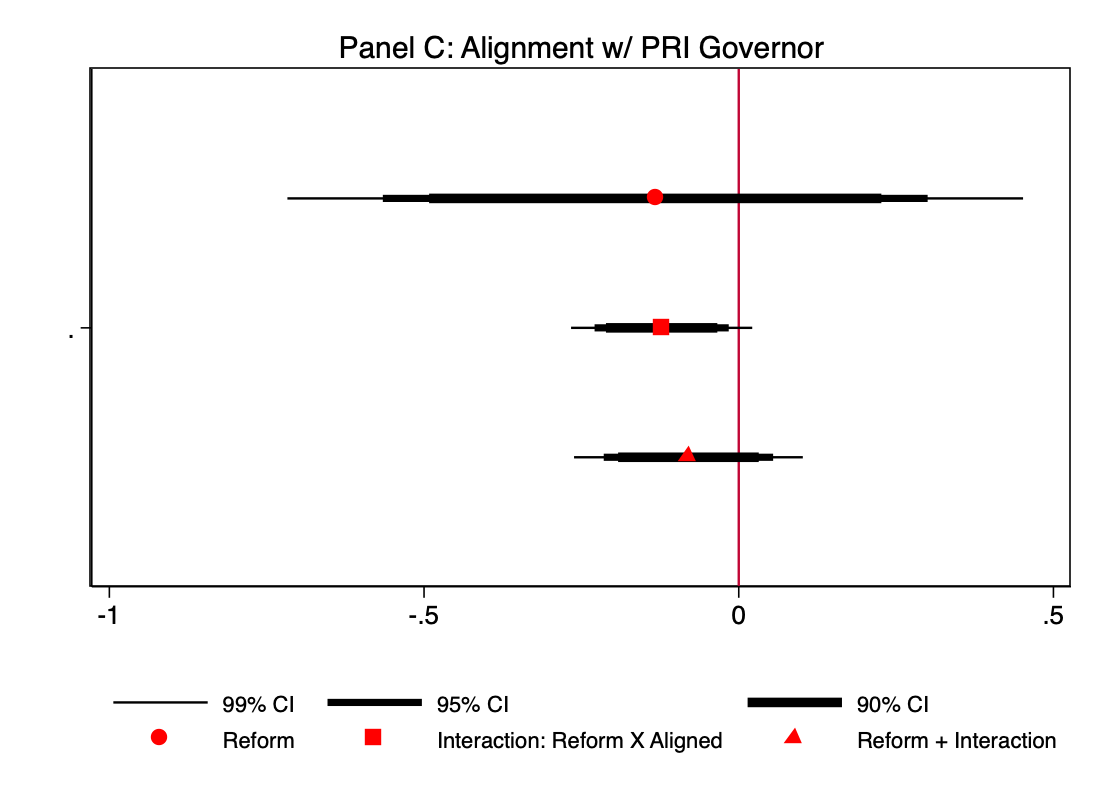 Panel C: Alignment w/ PRI Governor
.
-1 -.5 0 .5
99% CI 95% CI 90% CI
Reform Interaction: Reform X Aligned Reform + Interaction